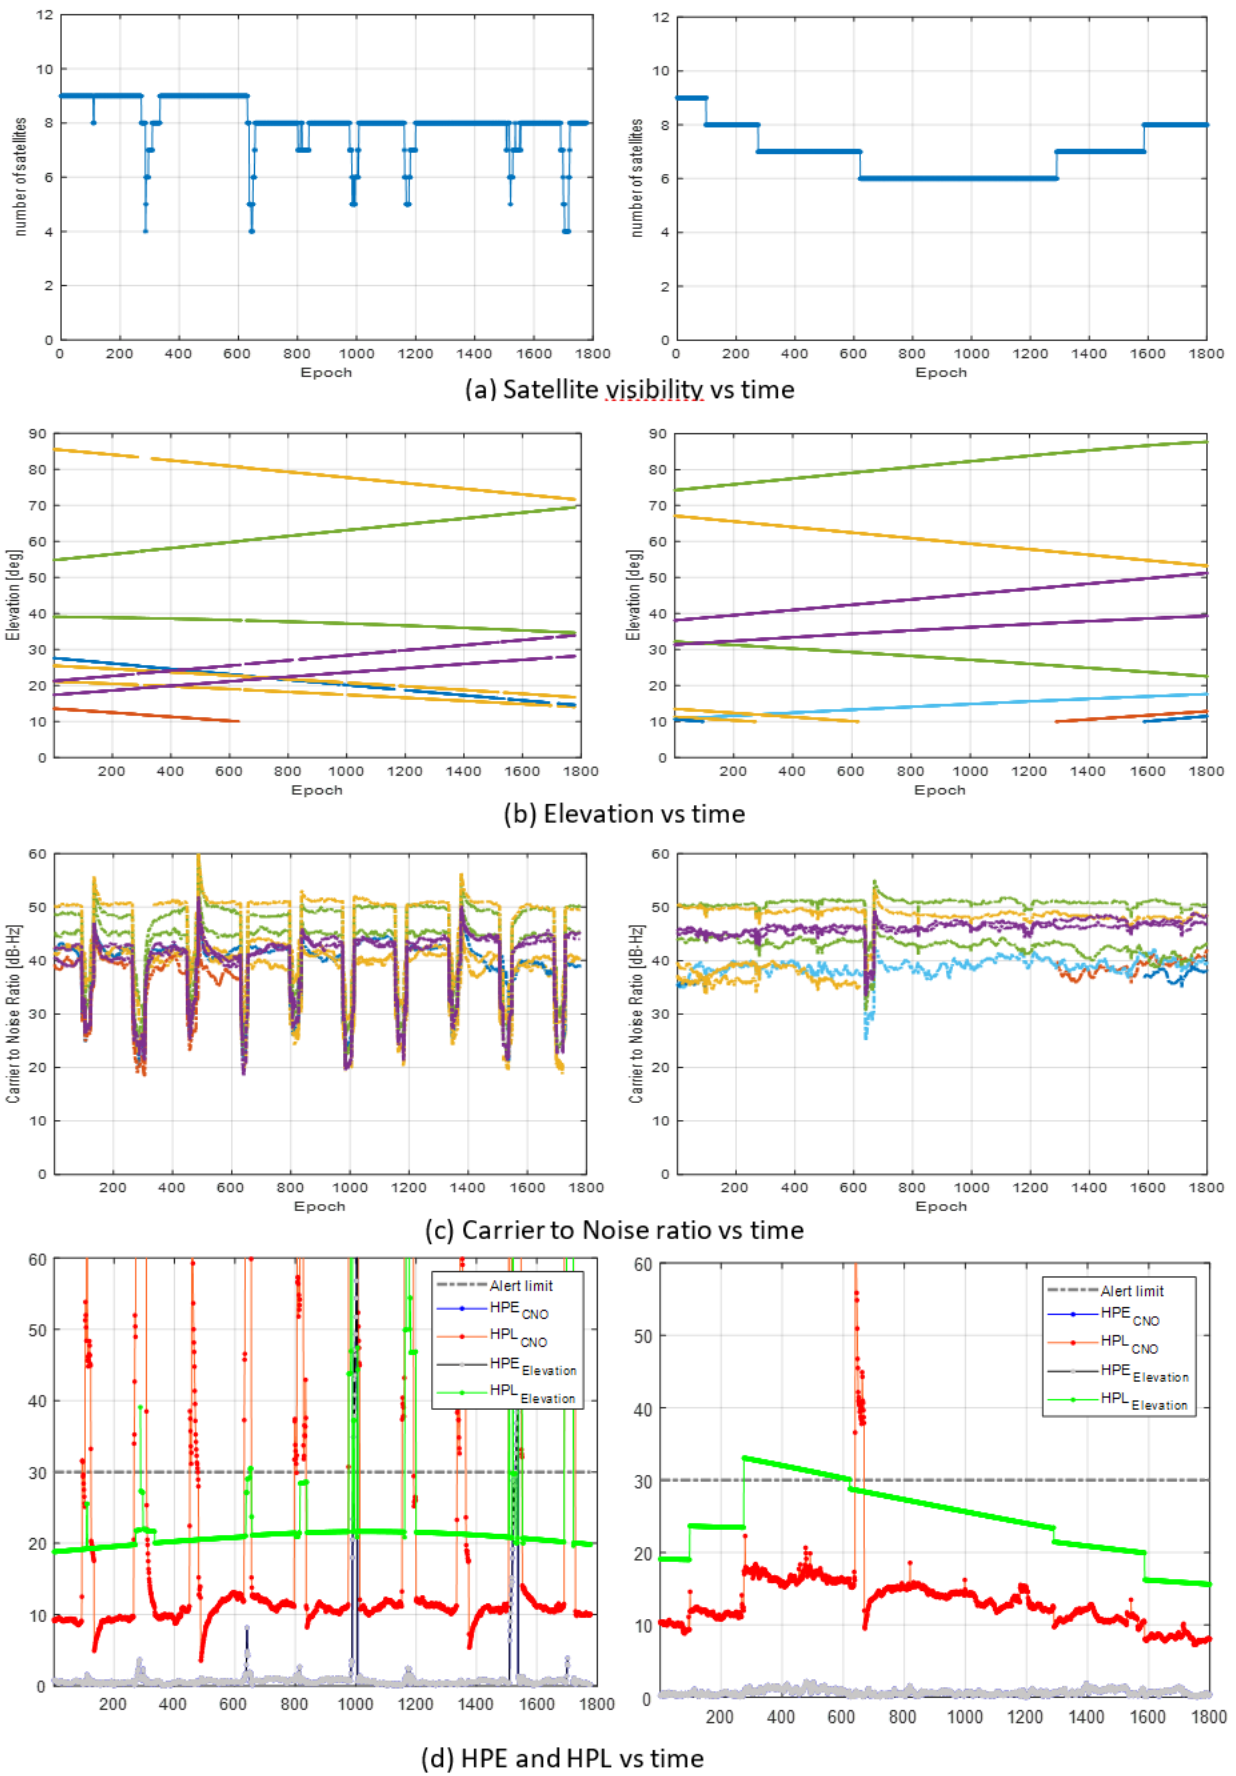 12
10
8
6
4
2
0
number of satellites
0 200 400 600 800 1000 1200 1400 1600 1800
Epoch
12
10
8
6
4
2
0
number of satellites
0 200 400 600 800 1000 1200 1400 1600 1800
Epoch
(a) Satellite visibility vs time
90
80
70
60
50
40
30
20
10
0
Elevation [deg]
200 400 600 800 1000 1200 1400 1600 1800
Epoch
90
80
70
60
50
40
30
20
10
0
Elevation [deg]
200 400 600 800 1000 1200 1400 1600 1800
Epoch
(b) Elevation vs time
60
50
40
30
20
10
0
Carrier to Noise Ratio [dB-Hz]
200 400 600 800 1000 1200 1400 1600 1800
Epoch
60
50
40
30
20
10
0
Carrier to Noise Ratio [dB-Hz]
200 400 600 800 1000 1200 1400 1600 1800
Epoch
(c) Carrier to Noise ratio vs time
60
50
40
30
20
10
0
Alert limit
HPE CNO
HPL CNO
HPE Elevation
HPL Elevation
200 400 600 800 1000 1200 1400 1600 1800
60
50
40
30
20
10
0
Alert limit
HPE CNO
HPL CNO
HPE Elevation
HPL Elevation
200 400 600 800 1000 1200 1400 1600 1800
(d) HPE and HPL vs time